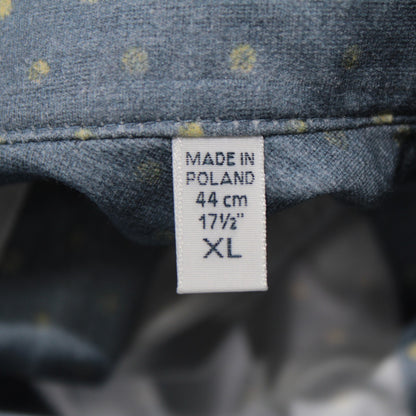 MADE IN
POLAND
44 cm
17½"
XL